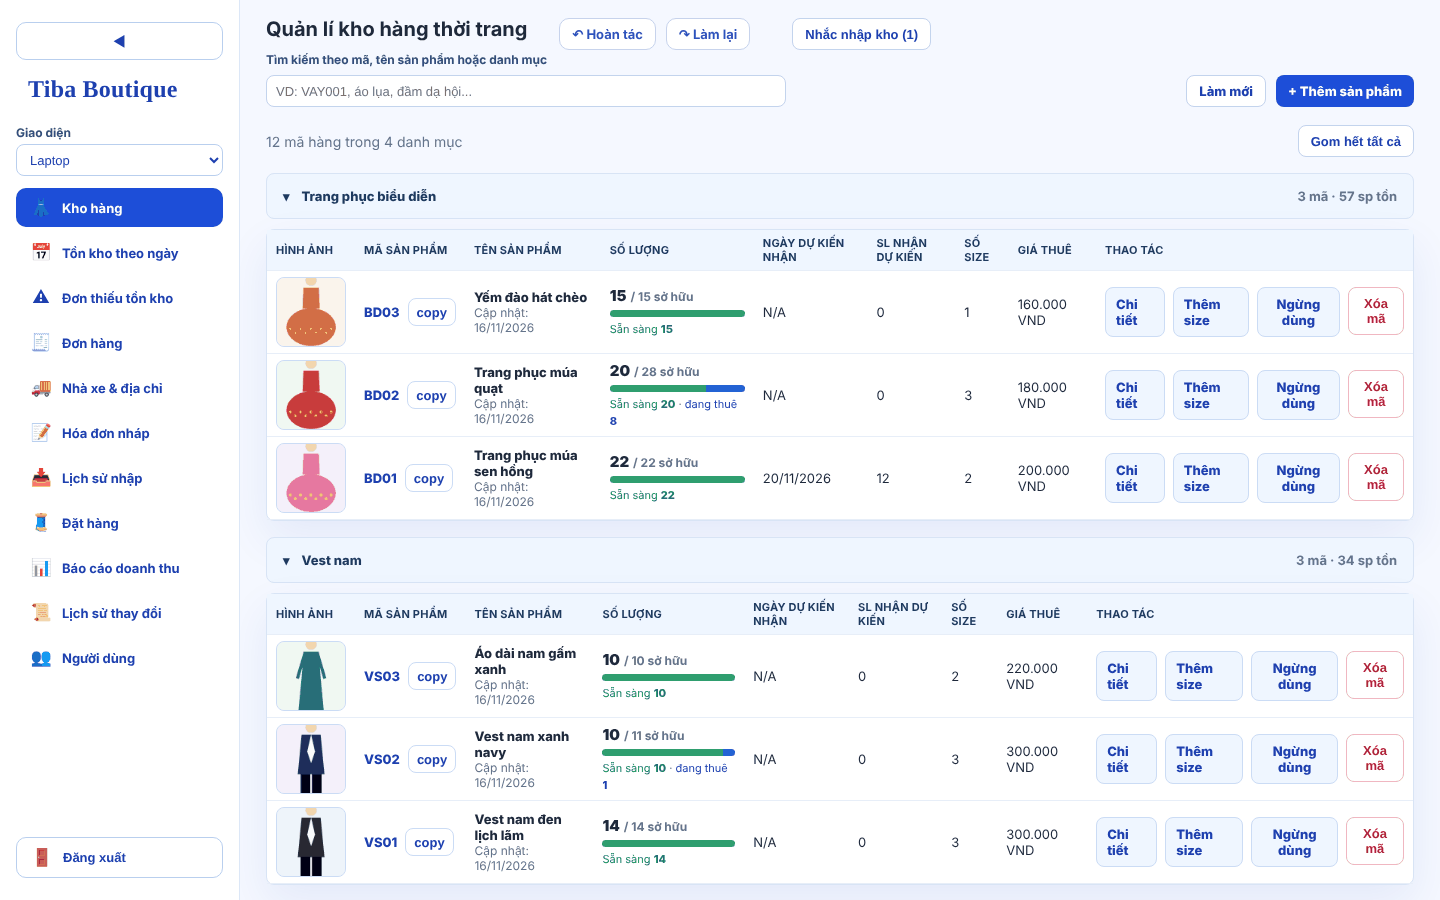 ◀
Tiba Boutique
Giao diện
Laptop
Kho hàng
Tồn kho theo ngày
Đơn thiếu tồn kho
Đơn hàng
Nhà xe & địa chỉ
Hóa đơn nháp
Lịch sử nhập
Đặt hàng
Báo cáo doanh thu
Lịch sử thay đổi
Người dùng
Đăng xuất
Quản lí kho hàng thời trang
↶ Hoàn tác
↷ Làm lại
Nhắc nhập kho (1)
Tìm kiếm theo mã, tên sản phẩm hoặc danh mục
VD: VAY001, áo lụa, đầm dạ hội...
Làm mới
+ Thêm sản phẩm
12 mã hàng trong 4 danh mục
Gom hết tất cả
▼ Trang phục biểu diễn
3 mã · 57 sp tồn
HÌNH ẢNH MÃ SẢN PHẨM TÊN SẢN PHẨM SỐ LƯỢNG NGÀY DỰ KIẾN NHẬN SL NHẬN DỰ KIẾN SỐ SIZE GIÁ THUÊ THAO TÁC
BD03 copy
Yếm đào hát chèo
Cập nhật:
16/11/2026
15 / 15 sở hữu
Sẵn sàng 15
N/A
0
1
160.000
VND
Chi tiết
Thêm size
Ngừng dùng
Xóa mã
BD02 copy
Trang phục múa
quạt
Cập nhật:
16/11/2026
20 / 28 sở hữu
Sẵn sàng 20 · đang thuê
8
N/A
0
3
180.000
VND
Chi tiết
Thêm size
Ngừng dùng
Xóa mã
BD01 copy
Trang phục múa
sen hồng
Cập nhật:
16/11/2026
22 / 22 sở hữu
Sẵn sàng 22
20/11/2026
12
2
200.000
VND
Chi tiết
Thêm size
Ngừng dùng
Xóa mã
▼ Vest nam
3 mã · 34 sp tồn
HÌNH ẢNH MÃ SẢN PHẨM TÊN SẢN PHẨM SỐ LƯỢNG NGÀY DỰ KIẾN NHẬN SL NHẬN DỰ KIẾN SỐ SIZE GIÁ THUÊ THAO TÁC
VS03 copy
Áo dài nam gấm
xanh
Cập nhật:
16/11/2026
10 / 10 sở hữu
Sẵn sàng 10
N/A
0
2
220.000
VND
Chi tiết
Thêm size
Ngừng dùng
Xóa mã
VS02 copy
Vest nam xanh
navy
Cập nhật:
16/11/2026
10 / 11 sở hữu
Sẵn sàng 10 · đang thuê
1
N/A
0
3
300.000
VND
Chi tiết
Thêm size
Ngừng dùng
Xóa mã
VS01 copy
Vest nam đen
lịch lãm
Cập nhật:
16/11/2026
14 / 14 sở hữu
Sẵn sàng 14
N/A
0
3
300.000
VND
Chi tiết
Thêm size
Ngừng dùng
Xóa mã